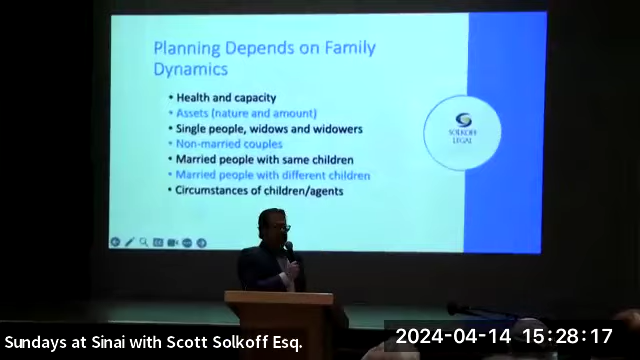 Planning Depends on Family
Dynamics
• Health and capacity
• Assets (nature and amount)
• Single people, widows and widowers
• Non-married couples
• Married people with same children
• Married people with different children
• Circumstances of children/agents
SOLKOFF
LEGAL
Sundays at Sinai with Scott Solkoff Esq.
2024-04-14 15:28:17